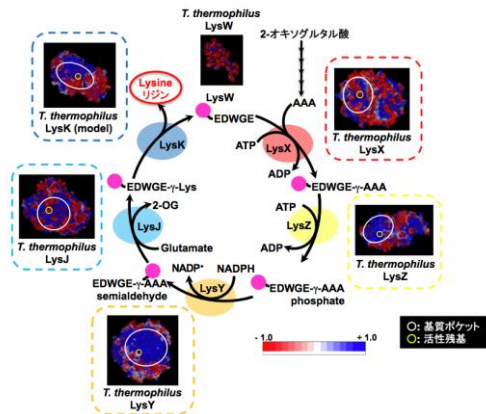 T. thermophilus
LysW
2-オキソグルタル酸
LysW
Lysine
リジン
AAA
EDWGE
T. thermophilus
LysK (model)
LysK
ATP
LysX
T. thermophilus
LysX
ADP
EDWGE-γ-Lys
EDWGE-γ-AAA
2-OG
LysJ
ATP
LysZ
T. thermophilus
LysJ
Glutamate
ADP
T. thermophilus
LysZ
NADP+
NADPH
EDWGE-γ-AAA
semialdehyde
LysY
EDWGE-γ-AAA
phosphate
T. thermophilus
LysY
- 1.0
+ 1.0
○: 基質ポケット
○: 活性残基